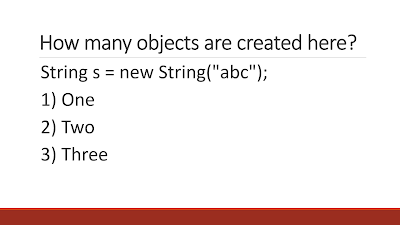 How many objects are created here?
String s = new String("abc");
1) One
2) Two
3) Three